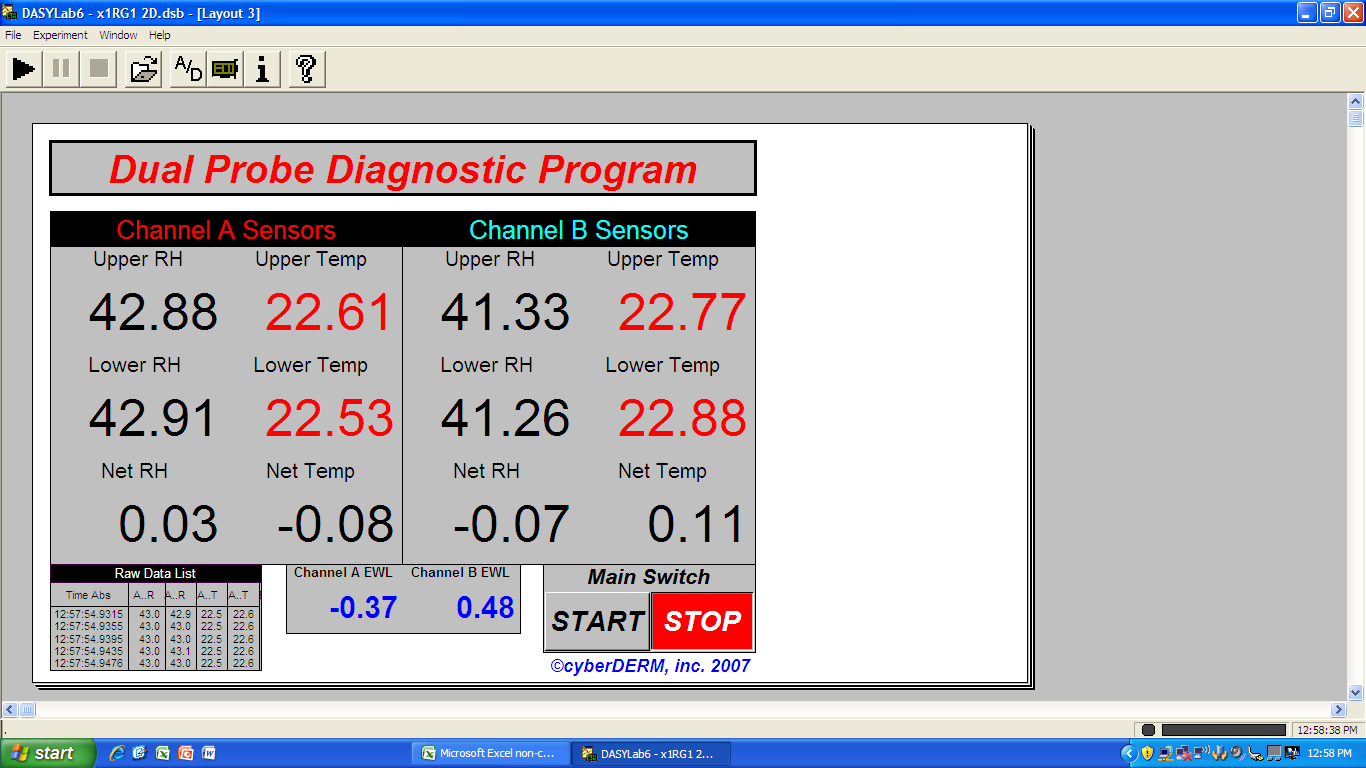 DASYLab6 - x1RG1 2D.dsb - [Layout 3]
File Experiment Window Help
A/D
Dual Probe Diagnostic Program
Channel A Sensors Channel B Sensors
Upper RH Upper Temp Upper RH Upper Temp
42.88 22.61 41.33 22.77
Lower RH Lower Temp Lower RH Lower Temp
42.91 22.53 41.26 22.88
Net RH Net Temp Net RH Net Temp
0.03 -0.08 -0.07 0.11
Raw Data List
Time Abs A..R A..R A..T A..T
12:57:54.9315 43.0 42.9 22.5 22.6
12:57:54.9355 43.0 43.0 22.5 22.6
12:57:54.9395 43.0 43.0 22.5 22.6
12:57:54.9435 43.0 43.1 22.5 22.6
12:57:54.9476 43.0 43.0 22.5 22.6
Channel A EWL Channel B EWL
-0.37 0.48
Main Switch
START STOP
©cyberDERM, inc. 2007
12:58:38 PM
start
Microsoft Excel non-c...
DASYLab6 - x1RG1 2...
12:58 PM